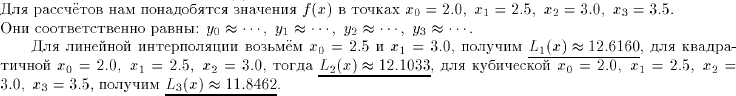 Для рассчётов нам понадобятся значения f(x) в точках x₀ = 2.0, x₁ = 2.5, x₂ = 3.0, x₃ = 3.5.
Они соответственно равны: y₀ ≈ ···, y₁ ≈ ···, y₂ ≈ ···, y₃ ≈ ···.
Для линейной интерполяции возьмём x₀ = 2.5 и x₁ = 3.0, получим L₁(x) ≈ 12.6160, для квадра-
тичной x₀ = 2.0, x₁ = 2.5, x₂ = 3.0, тогда L₂(x) ≈ 12.1033, для кубической x₀ = 2.0, x₁ = 2.5, x₂ =
3.0, x₃ = 3.5, получим L₃(x) ≈ 11.8462.